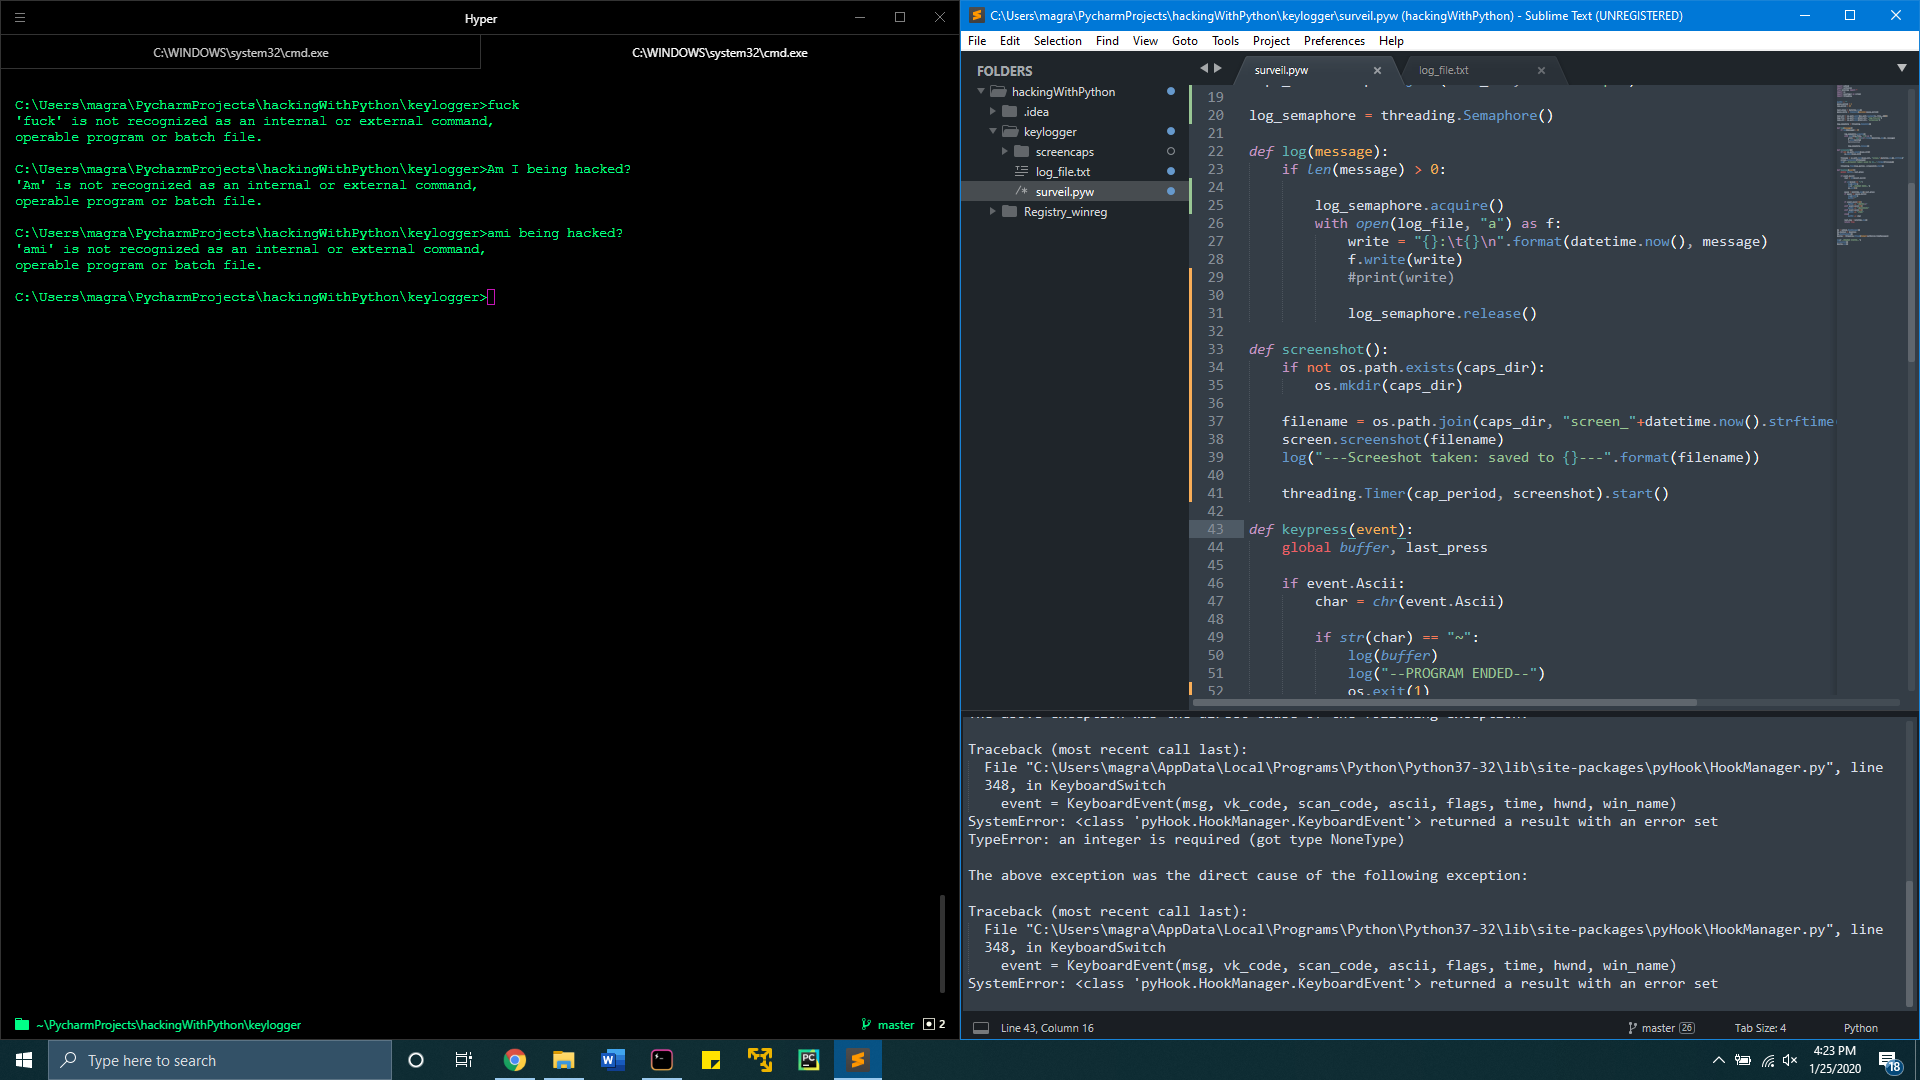 Hyper
C:\WINDOWS\system32\cmd.exe
C:\WINDOWS\system32\cmd.exe
C:\Users\magra\PycharmProjects\hackingWithPython\keylogger>fuck
'fuck' is not recognized as an internal or external command,
operable program or batch file.
C:\Users\magra\PycharmProjects\hackingWithPython\keylogger>Am I being hacked?
'Am' is not recognized as an internal or external command,
operable program or batch file.
C:\Users\magra\PycharmProjects\hackingWithPython\keylogger>ami being hacked?
'ami' is not recognized as an internal or external command,
operable program or batch file.
C:\Users\magra\PycharmProjects\hackingWithPython\keylogger>
~\PycharmProjects\hackingWithPython\keylogger
master 2
C:\Users\magra\PycharmProjects\hackingWithPython\keylogger\surveil.pyw (hackingWithPython) - Sublime Text (UNREGISTERED)
File Edit Selection Find View Goto Tools Project Preferences Help
FOLDERS
hackingWithPython
.idea
keylogger
screencaps
log_file.txt
/* surveil.pyw
Registry_winreg
surveil.pyw
log_file.txt
19
20 log_semaphore = threading.Semaphore()
21
22 def log(message):
23 if len(message) > 0:
24
25 log_semaphore.acquire()
26 with open(log_file, "a") as f:
27 write = "{}:\t{}\n".format(datetime.now(), message)
28 f.write(write)
29 #print(write)
30
31 log_semaphore.release()
32
33 def screenshot():
34 if not os.path.exists(caps_dir):
35 os.mkdir(caps_dir)
36
37 filename = os.path.join(caps_dir, "screen_"+datetime.now().strftime
38 screen.screenshot(filename)
39 log("---Screeshot taken: saved to {}---".format(filename))
40
41 threading.Timer(cap_period, screenshot).start()
42
43 def keypress(event):
44 global buffer, last_press
45
46 if event.Ascii:
47 char = chr(event.Ascii)
48
49 if str(char) == "~":
50 log(buffer)
51 log("--PROGRAM ENDED--")
52 os.exit(1)
The above exception was the direct cause of the following exception:
Traceback (most recent call last):
File "C:\Users\magra\AppData\Local\Programs\Python\Python37-32\lib\site-packages\pyHook\HookManager.py", line
348, in KeyboardSwitch
event = KeyboardEvent(msg, vk_code, scan_code, ascii, flags, time, hwnd, win_name)
SystemError: <class 'pyHook.HookManager.KeyboardEvent'> returned a result with an error set
TypeError: an integer is required (got type NoneType)
The above exception was the direct cause of the following exception:
Traceback (most recent call last):
File "C:\Users\magra\AppData\Local\Programs\Python\Python37-32\lib\site-packages\pyHook\HookManager.py", line
348, in KeyboardSwitch
event = KeyboardEvent(msg, vk_code, scan_code, ascii, flags, time, hwnd, win_name)
SystemError: <class 'pyHook.HookManager.KeyboardEvent'> returned a result with an error set
Line 43, Column 16
master 26
Tab Size: 4
Python
Type here to search
W
PC
4:23 PM
1/25/2020
18